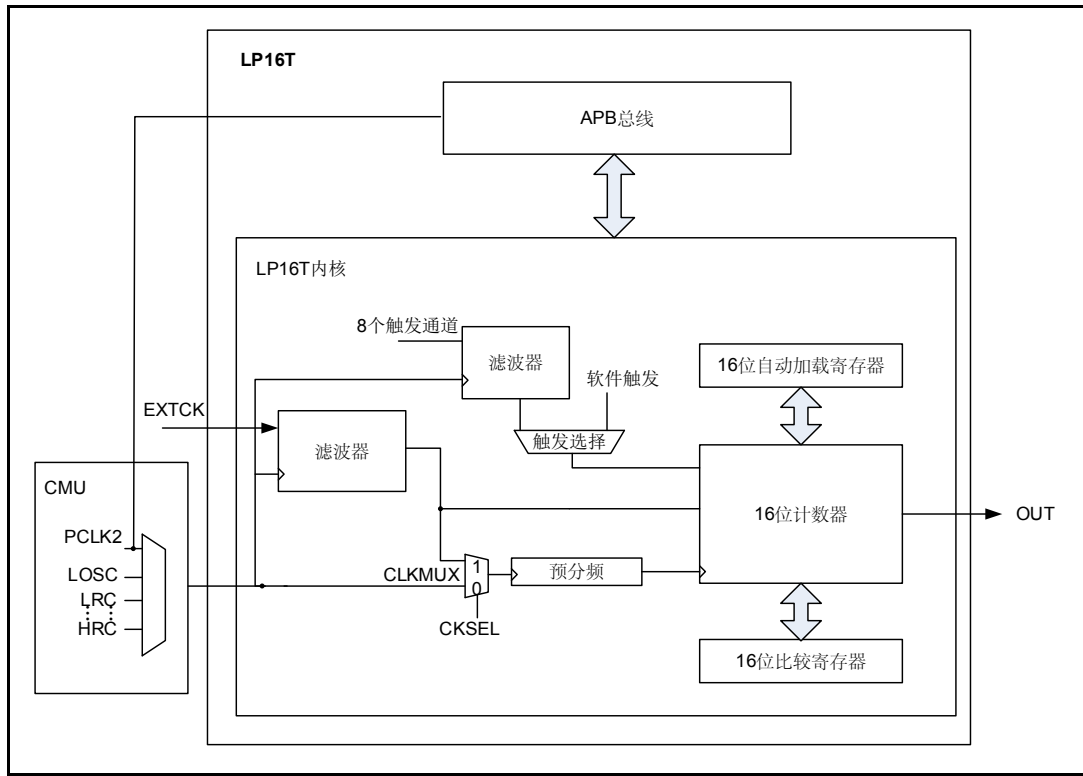 LP16T
APB总线
LP16T内核
8个触发通道
滤波器
软件触发
16位自动加载寄存器
EXTCK
滤波器
触发选择
CMU
16位计数器
OUT
PCLK2
LOSC
LRC
HRC
CLKMUX
1
0
预分频
CKSEL
16位比较寄存器